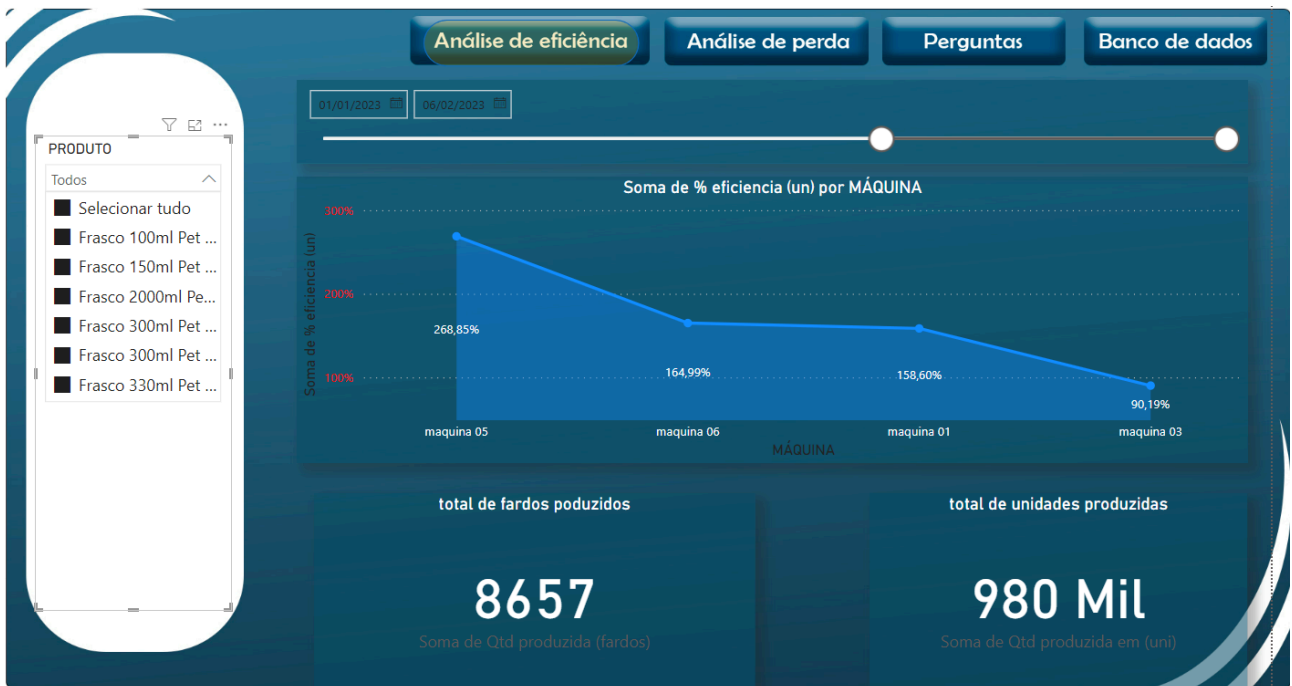 Análise de eficiência
Análise de perda
Perguntas
Banco de dados
01/01/2023
06/02/2023
PRODUTO
Todos
Selecionar tudo
Frasco 100ml Pet ...
Frasco 150ml Pet ...
Frasco 2000ml Pe...
Frasco 300ml Pet ...
Frasco 300ml Pet ...
Frasco 330ml Pet ...
Soma de % eficiencia (un) por MÁQUINA
Soma de % eficiencia (un)
300%
200%
100%
268,85%
164,99%
158,60%
90,19%
maquina 05
maquina 06
maquina 01
maquina 03
MÁQUINA
total de fardos poduzidos
8657
Soma de Qtd produzida (fardos)
total de unidades produzidas
980 Mil
Soma de Qtd produzida em (uni)